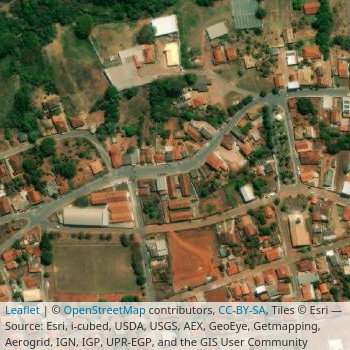 Leaflet | © OpenStreetMap contributors, CC-BY-SA, Tiles © Esri —
Source: Esri, i-cubed, USDA, USGS, AEX, GeoEye, Getmapping,
Aerogrid, IGN, IGP, UPR-EGP, and the GIS User Community